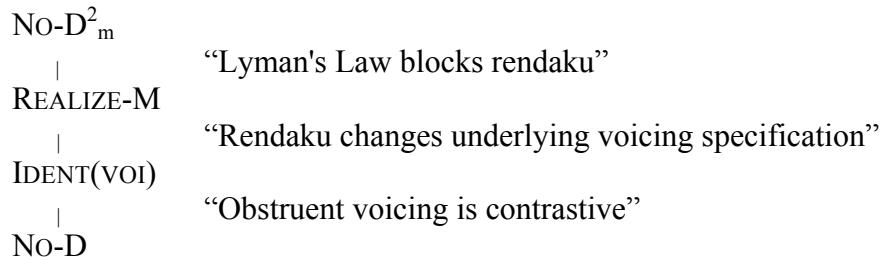 NO-D²ₘ
| “Lyman's Law blocks rendaku”
REALIZE-M
| “Rendaku changes underlying voicing specification”
IDENT(VOI)
| “Obstruent voicing is contrastive”
NO-D